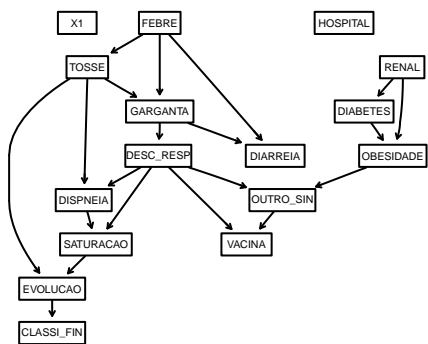 X1
FEBRE
HOSPITAL
TOSSE
RENAL
GARGANTA
DIABETES
DESC_RESP
DIARREIA
OBESIDADE
DISPNEIA
OUTRO_SIN
SATURACAO
VACINA
EVOLUCAO
CLASSI_FIN